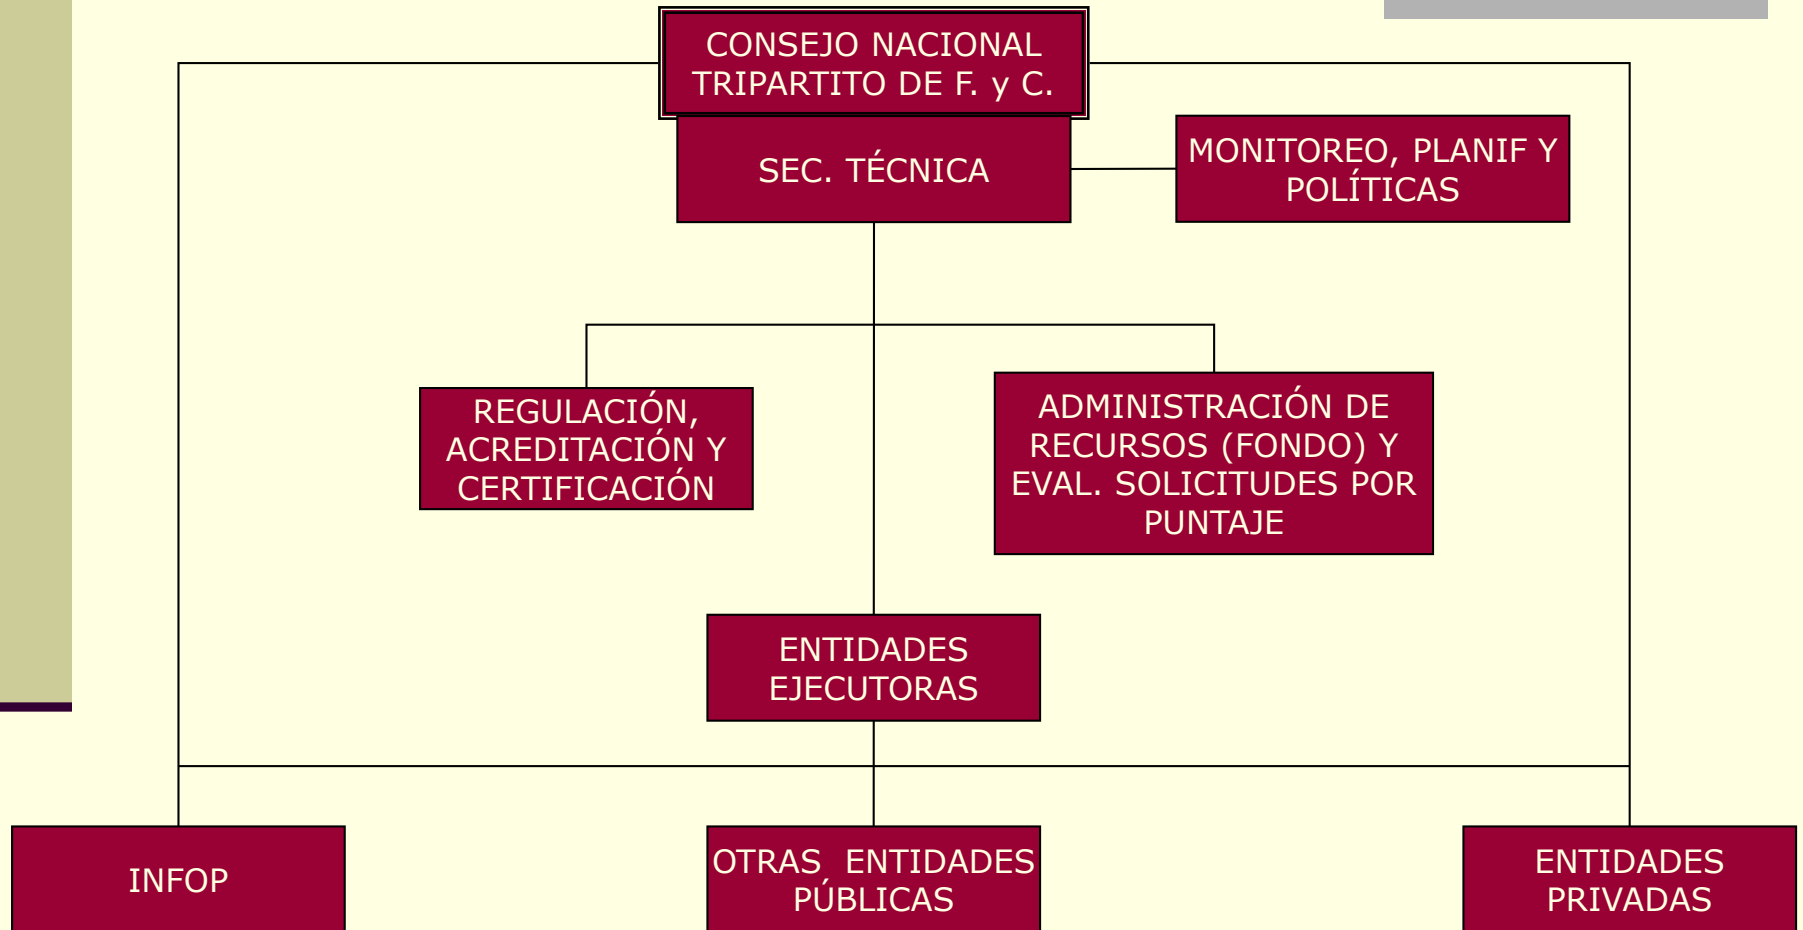 CONSEJO NACIONAL
TRIPARTITO DE F. y C.
SEC. TÉCNICA
MONITOREO, PLANIF Y
POLÍTICAS
REGULACIÓN,
ACREDITACIÓN Y
CERTIFICACIÓN
ADMINISTRACIÓN DE
RECURSOS (FONDO) Y
EVAL. SOLICITUDES POR
PUNTAJE
ENTIDADES
EJECUTORAS
INFOP
OTRAS ENTIDADES
PÚBLICAS
ENTIDADES
PRIVADAS